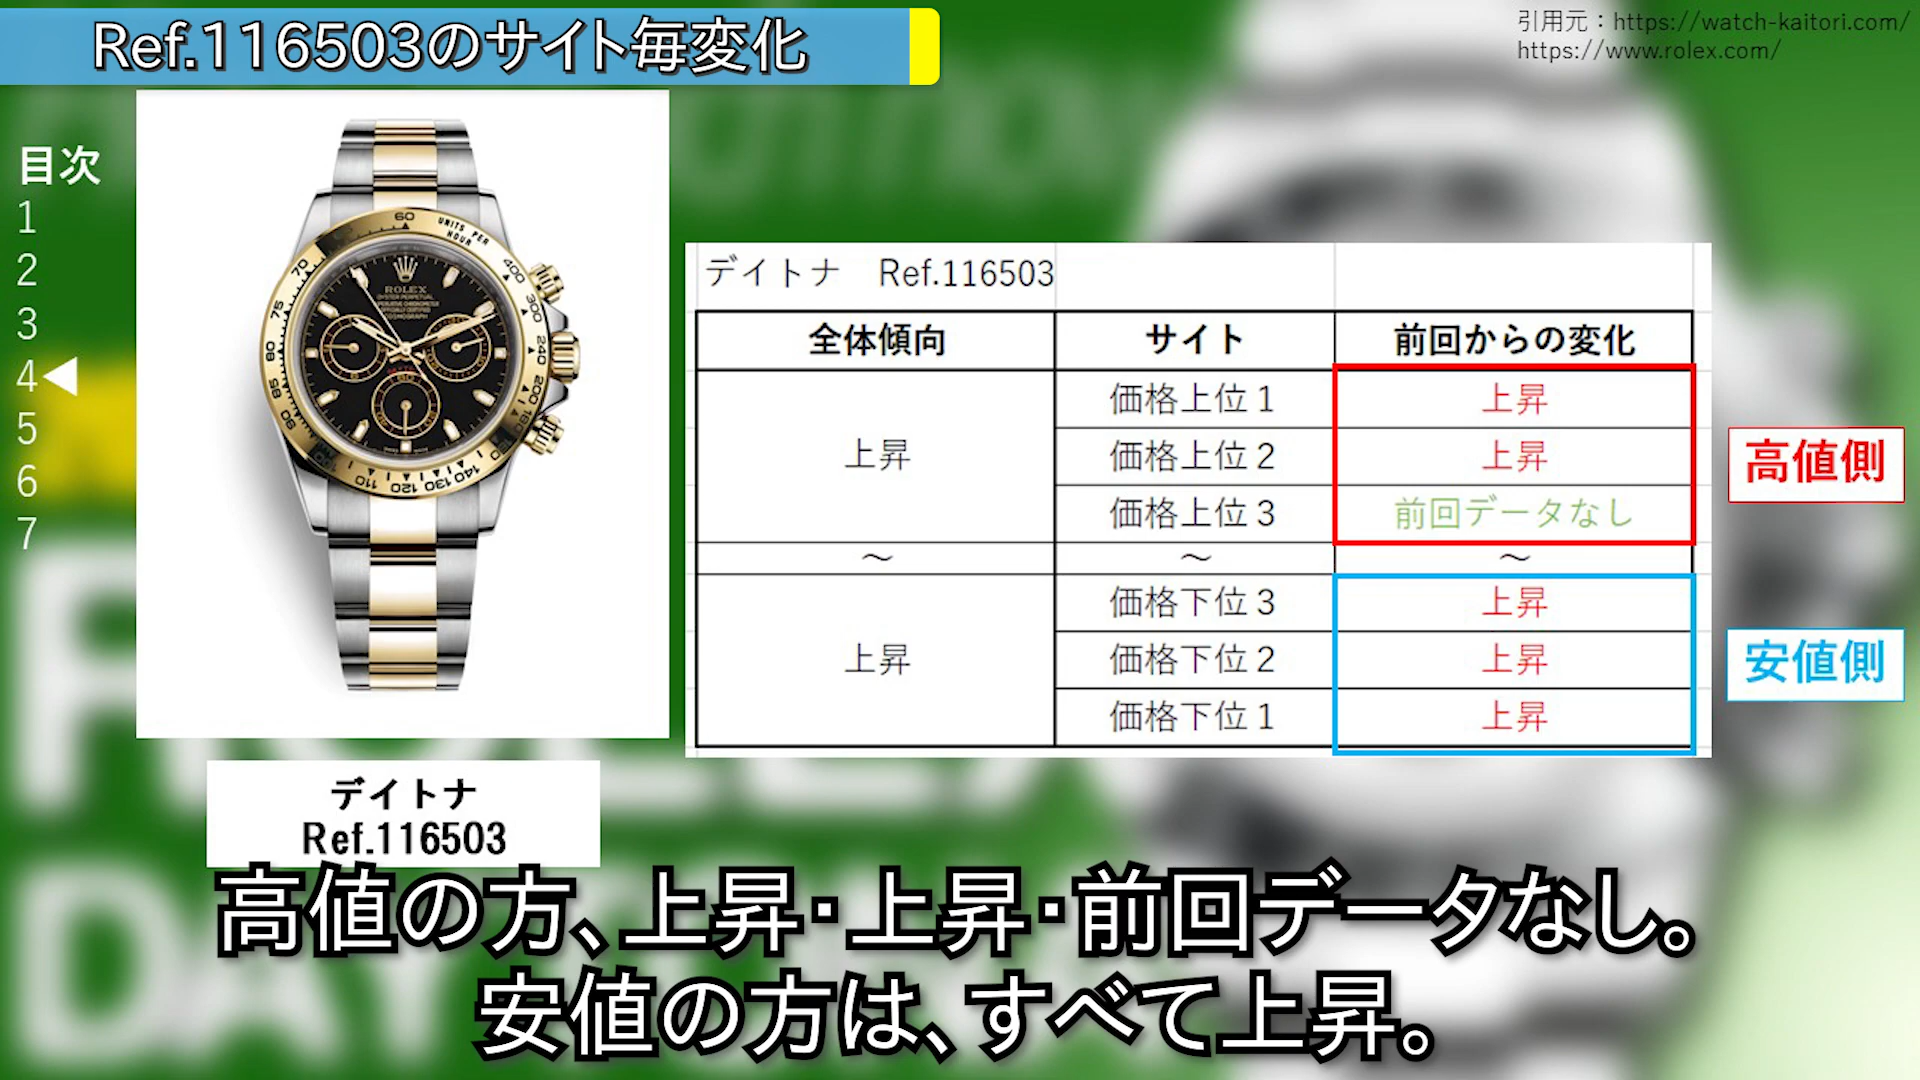 Ref.116503のサイト毎変化
引用元：https://watch-kaitori.com/
https://www.rolex.com/
目次
1
2
3
4◀
5
6
7
60 UNITS PER HOUR
ROLEX
OYSTER PERPETUAL
デイトナ
Ref.116503
デイトナ　Ref.116503
全体傾向 サイト 前回からの変化
上昇 価格上位１ 上昇
価格上位２ 上昇
価格上位３ 前回データなし
～ ～ ～
上昇 価格下位３ 上昇
価格下位２ 上昇
価格下位１ 上昇
高値側
安値側
高値の方、上昇・上昇・前回データなし。
安値の方は、すべて上昇。